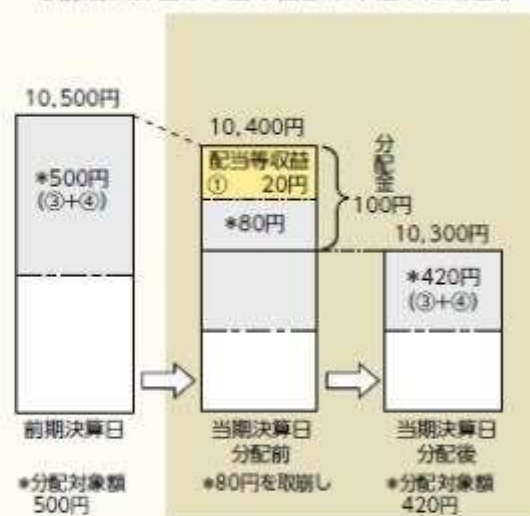 10,500円
*500円
(③+④)
前期決算日
*分配対象額
500円
10,400円
配当等収益
① 20円
*80円
分配金
100円
当期決算日
分配前
*80円を取崩し
10,300円
*420円
(③+④)
当期決算日
分配後
*分配対象額
420円